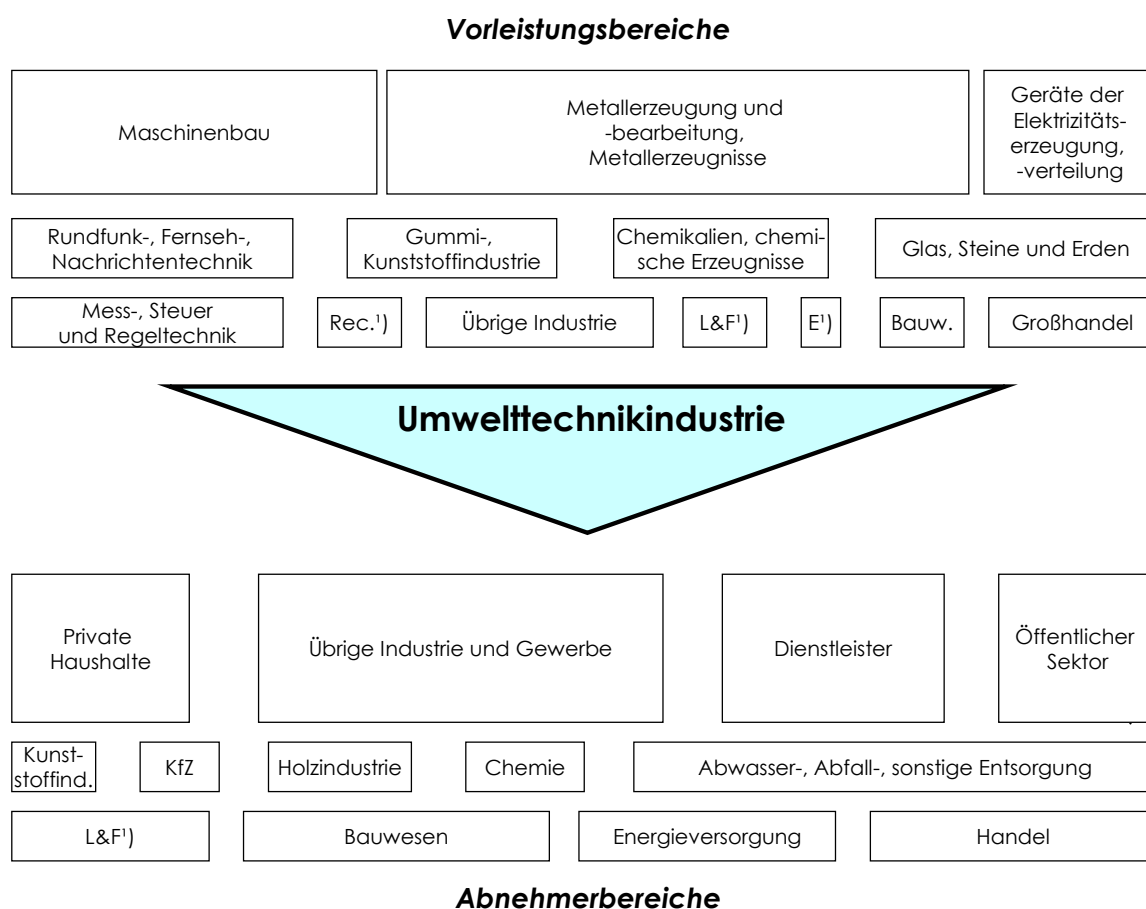 Vorleistungsbereiche
Maschinenbau
Metallerzeugung und
-bearbeitung,
Metallerzeugnisse
Geräte der
Elektrizitäts-
erzeugung,
-verteilung
Rundfunk-, Fernseh-,
Nachrichtentechnik
Gummi-,
Kunststoffindustrie
Chemikalien, chemi-
sche Erzeugnisse
Glas, Steine und Erden
Mess-, Steuer
und Regeltechnik
Rec.¹)
Übrige Industrie
L&F¹)
E¹)
Bauw.
Großhandel
Umwelttechnikindustrie
Private
Haushalte
Übrige Industrie und Gewerbe
Dienstleister
Öffentlicher
Sektor
Kunst-
stoffind.
KfZ
Holzindustrie
Chemie
Abwasser-, Abfall-, sonstige Entsorgung
L&F¹)
Bauwesen
Energieversorgung
Handel
Abnehmerbereiche